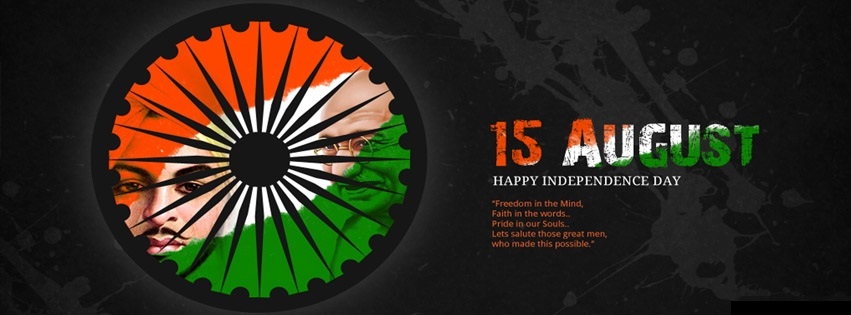 15 AUGUST
HAPPY INDEPENDENCE DAY
“Freedom in the Mind,
Faith in the words..
Pride in our Souls..
Lets salute those great men,
who made this possible.”